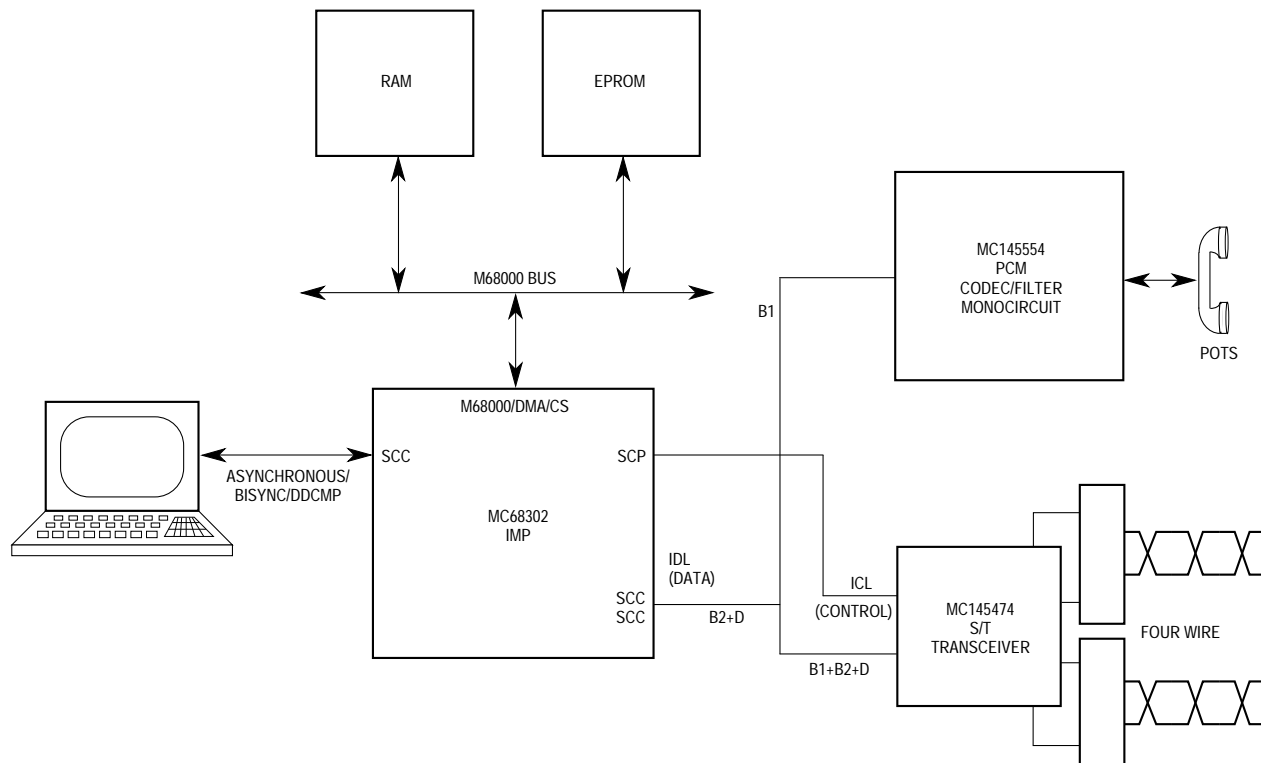 RAM
EPROM
M68000 BUS
MC145554
PCM
CODEC/FILTER
MONOCIRCUIT
B1
POTS
M68000/DMA/CS
SCC
SCP
ASYNCHRONOUS/
BISYNC/DDCMP
MC68302
IMP
IDL
(DATA)
SCC
SCC
B2+D
ICL
(CONTROL)
B1+B2+D
MC145474
S/T
TRANSCEIVER
FOUR WIRE